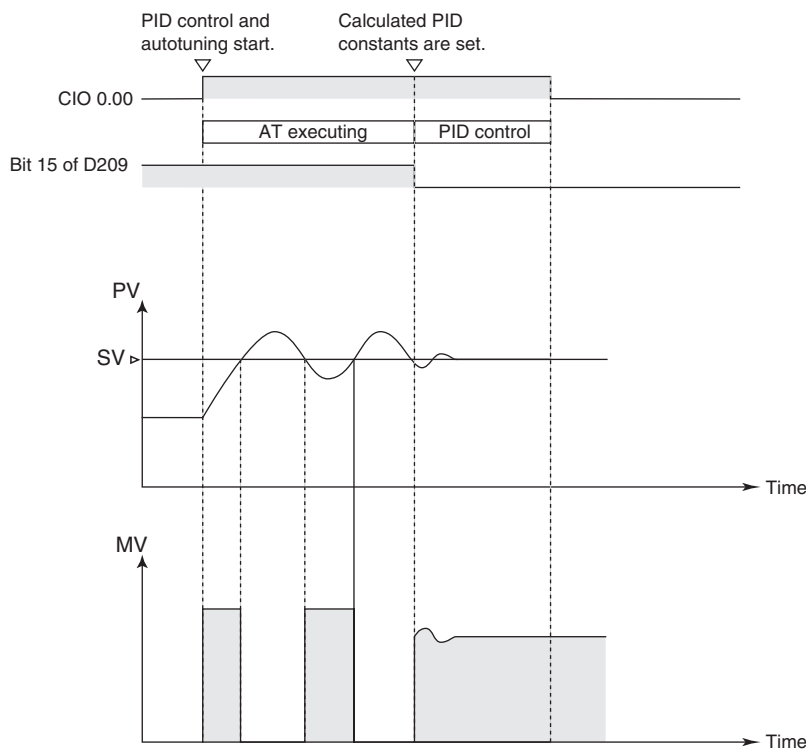 PID control and
autotuning start.
Calculated PID
constants are set.
CIO 0.00
AT executing
PID control
Bit 15 of D209
PV
SV
Time
MV
Time